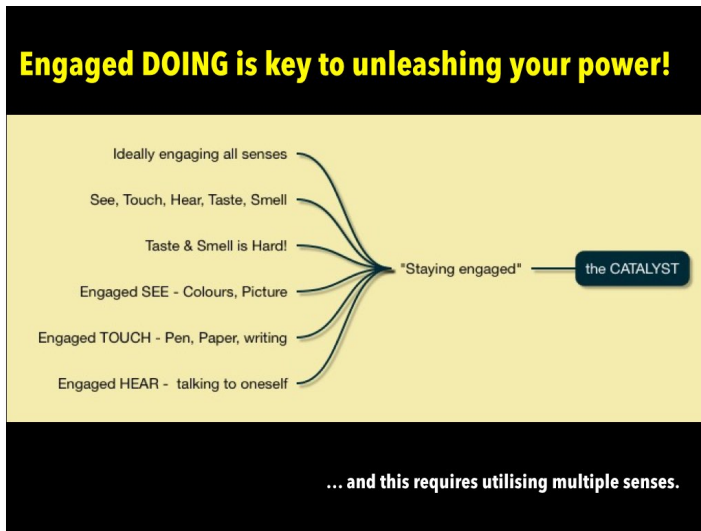 Engaged DOING is key to unleashing your power!
Ideally engaging all senses
See, Touch, Hear, Taste, Smell
Taste & Smell is Hard!
Engaged SEE - Colours, Picture
Engaged TOUCH - Pen, Paper, writing
Engaged HEAR - talking to oneself
"Staying engaged"
the CATALYST
... and this requires utilising multiple senses.